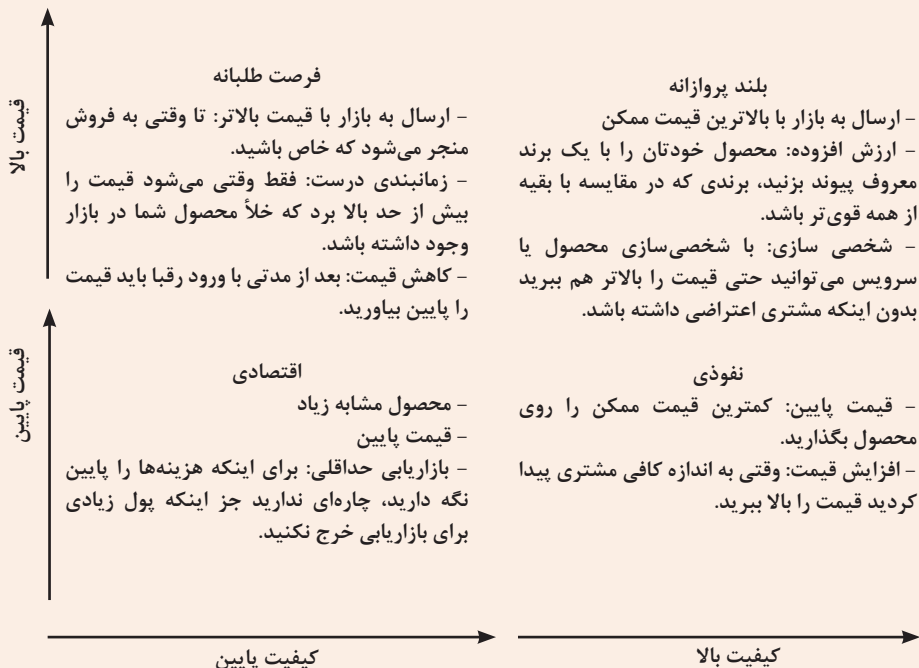 قیمت بالا
بلند پروازانه
– ارسال به بازار با بالاترین قیمت ممکن
– ارزش افزوده: محصول خودتان را با یک برند
معروف پیوند بزنید، برندی که در مقایسه با بقیه
از همه قوی‌تر باشد.
– شخصی سازی: با شخصی‌سازی محصول یا
سرویس می‌توانید حتی قیمت را بالاتر هم ببرید
بدون اینکه مشتری اعتراضی داشته باشد.
فرصت طلبانه
– ارسال به بازار با قیمت بالاتر: تا وقتی به فروش
منجر می‌شود که خاص باشید.
– زمانبندی درست: فقط وقتی می‌شود قیمت را
بیش از حد بالا برد که خلأ محصول شما در بازار
وجود داشته باشد.
– کاهش قیمت: بعد از مدتی با ورود رقبا باید قیمت
را پایین بیاورید.
قیمت پایین
نفوذی
– قیمت پایین: کمترین قیمت ممکن را روی
محصول بگذارید.
– افزایش قیمت: وقتی به اندازه کافی مشتری پیدا
کردید قیمت را بالا ببرید.
اقتصادی
– محصول مشابه زیاد
– قیمت پایین
– بازاریابی حداقلی: برای اینکه هزینه‌ها را پایین
نگه دارید، چاره‌ای ندارید جز اینکه پول زیادی
برای بازاریابی خرج نکنید.
کیفیت بالا
کیفیت پایین